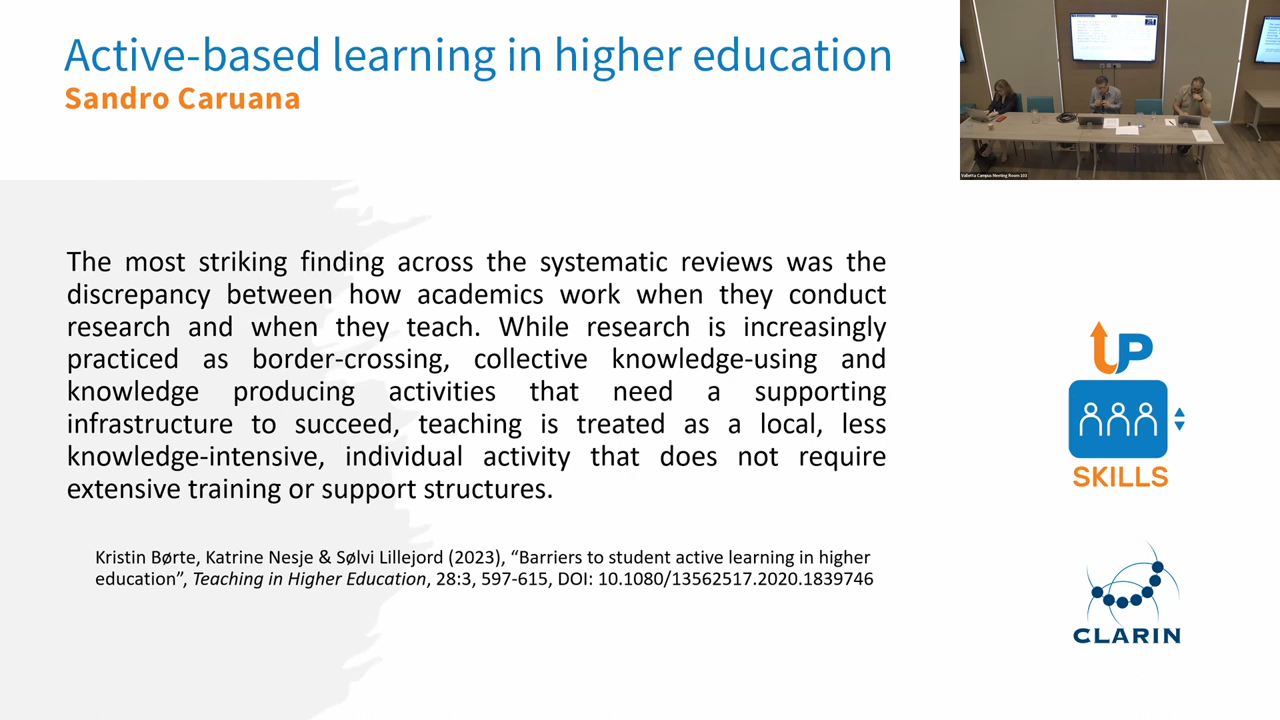 Active-based learning in higher education
Sandro Caruana
Valletta Campus Meeting Room 103
The most striking finding across the systematic reviews was the
discrepancy between how academics work when they conduct
research and when they teach. While research is increasingly
practiced as border-crossing, collective knowledge-using and
knowledge producing activities that need a supporting
infrastructure to succeed, teaching is treated as a local, less
knowledge-intensive, individual activity that does not require
extensive training or support structures.
Kristin Børte, Katrine Nesje & Sølvi Lillejord (2023), “Barriers to student active learning in higher
education”, Teaching in Higher Education, 28:3, 597-615, DOI: 10.1080/13562517.2020.1839746
UP
SKILLS
CLARIN